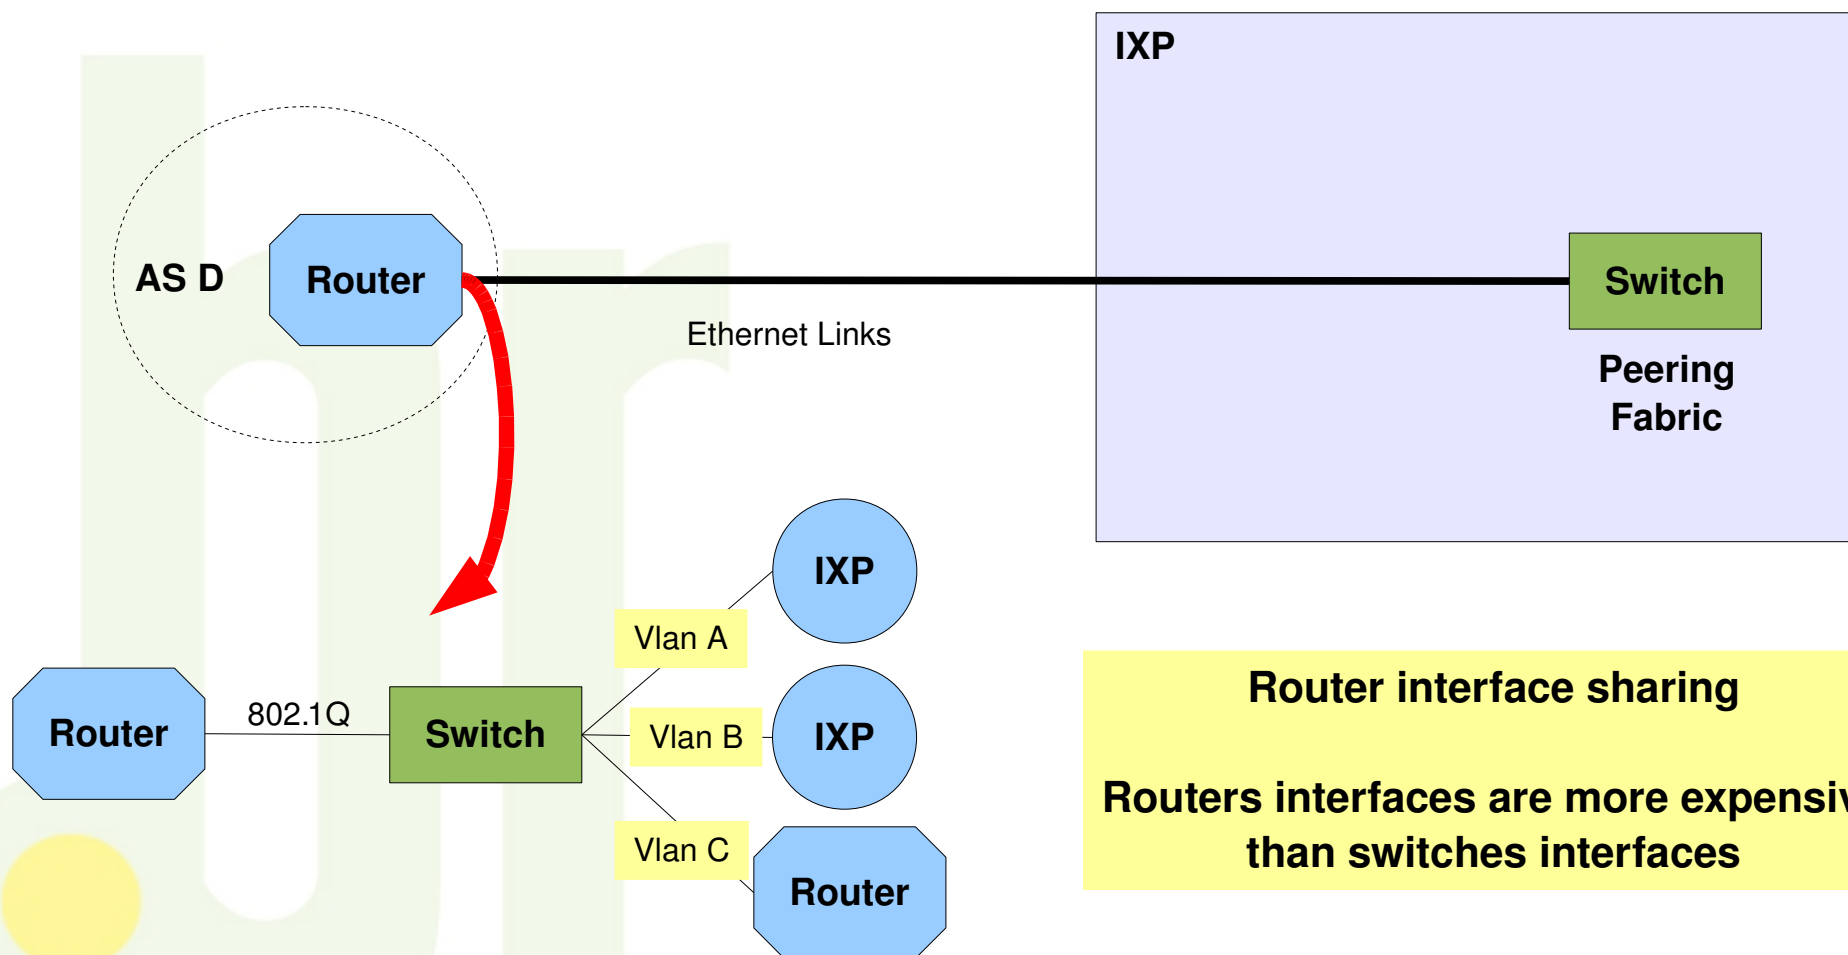 IXP
AS D
Router
Switch
Ethernet Links
Peering
Fabric
IXP
Vlan A
Router
802.1Q
Switch
Vlan B
IXP
Vlan C
Router
Router interface sharing
Routers interfaces are more expensiv
than switches interfaces